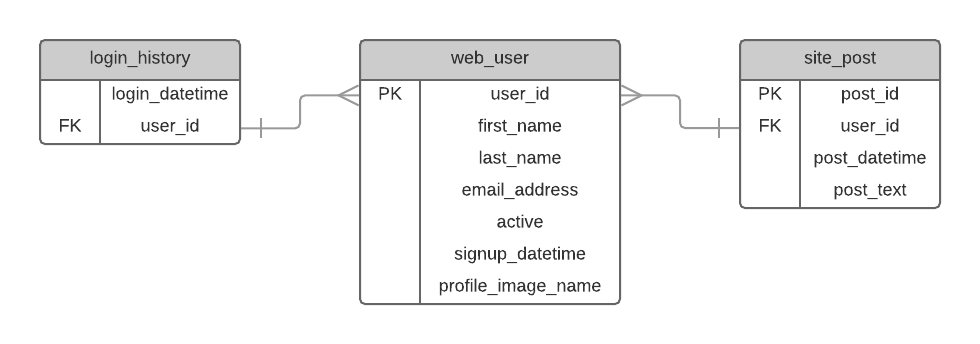 login_history
login_datetime
FK user_id
web_user
PK user_id
first_name
last_name
email_address
active
signup_datetime
profile_image_name
site_post
PK post_id
FK user_id
post_datetime
post_text